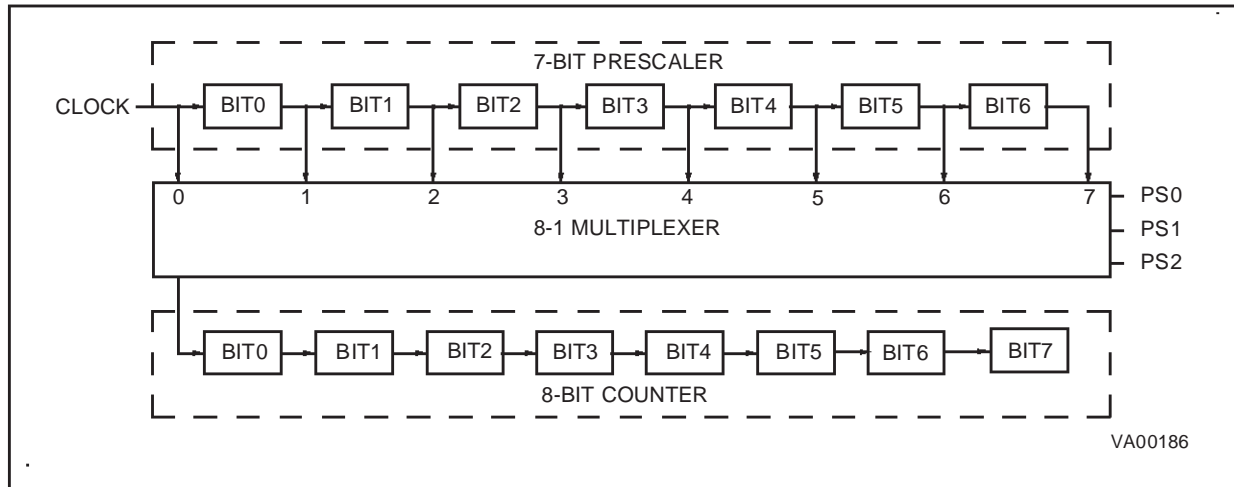 7-BIT PRESCALER
CLOCK BIT0 BIT1 BIT2 BIT3 BIT4 BIT5 BIT6
0 1 2 3 4 5 6 7 PS0
8-1 MULTIPLEXER PS1
PS2
BIT0 BIT1 BIT2 BIT3 BIT4 BIT5 BIT6 BIT7
8-BIT COUNTER
VA00186